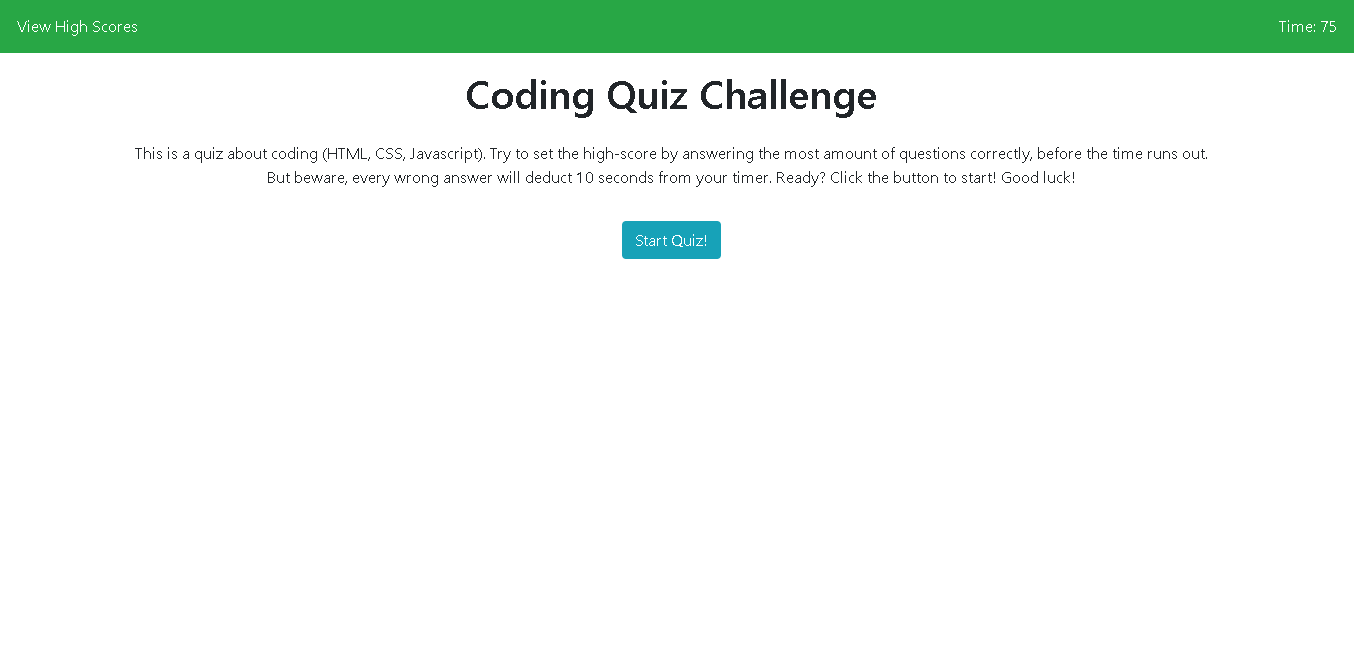 View High Scores
Time: 75
Coding Quiz Challenge
This is a quiz about coding (HTML, CSS, Javascript). Try to set the high-score by answering the most amount of questions correctly, before the time runs out.
But beware, every wrong answer will deduct 10 seconds from your timer. Ready? Click the button to start! Good luck!
Start Quiz!